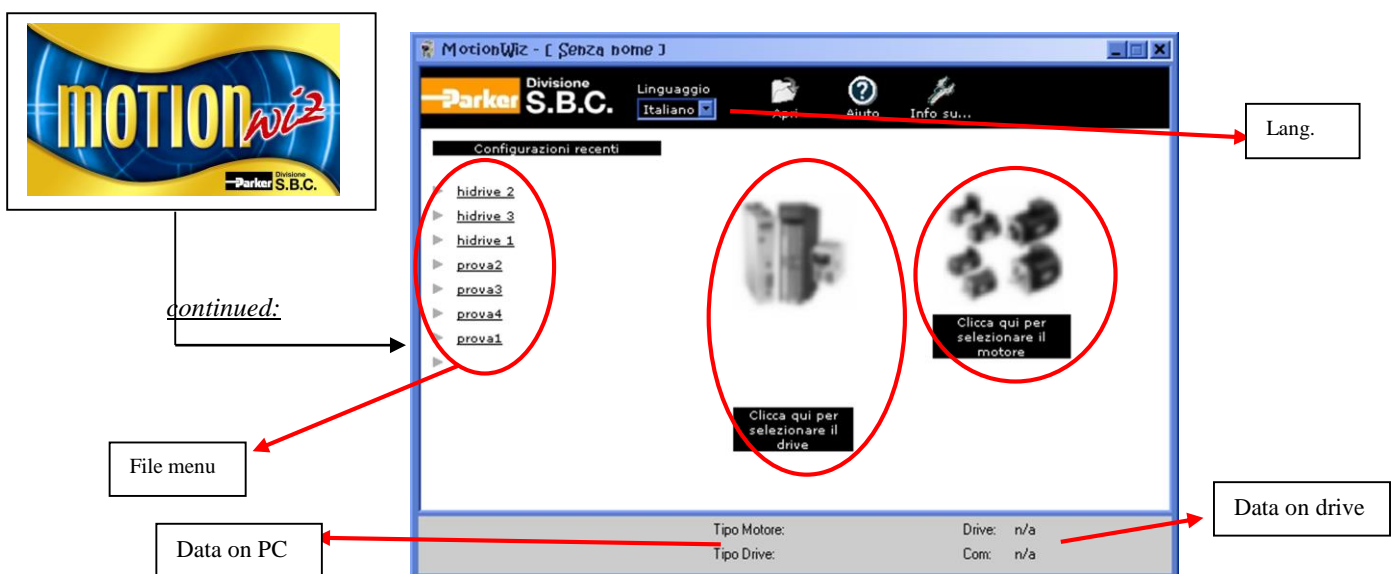 MOTION wiz
Parker Divisione S.B.C.
continued:
MotionWiz - [ Senza nome ]
Parker Divisione S.B.C.
Linguaggio
Italiano
Apri
Aiuto
Info su...
Lang.
Configurazioni recenti
hidrive 2
hidrive 3
hidrive 1
prova2
prova3
prova4
prova1
Clicca qui per
selezionare il
drive
Clicca qui per
selezionare il
motore
File menu
Data on PC
Tipo Motore:
Tipo Drive:
Drive: n/a
Com: n/a
Data on drive